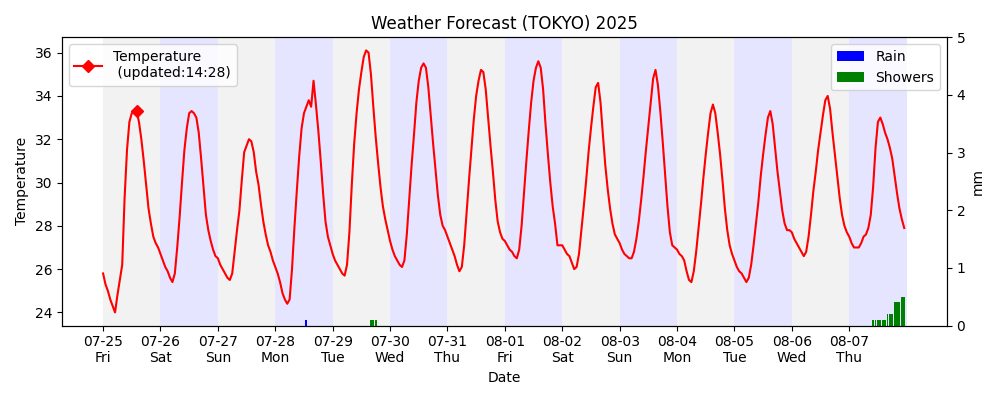 Weather Forecast (TOKYO) 2025
Temperature
(updated:14:28)
Rain
Showers
Temperature
36
34
32
30
28
26
24
5
4
3
2
1
0
mm
07-25 07-26 07-27 07-28 07-29 07-30 07-31 08-01 08-02 08-03 08-04 08-05 08-06 08-07
Fri Sat Sun Mon Tue Wed Thu Fri Sat Sun Mon Tue Wed Thu
Date